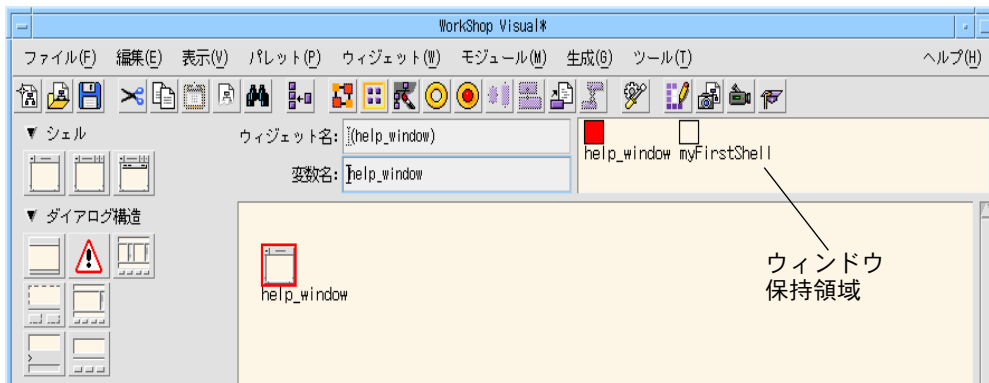 WorkShop Visual*
ファイル(F) 編集(E) 表示(V) パレット(P) ウィジェット(W) モジュール(M) 生成(G) ツール(T) ヘルプ(H)
▼ シェル
ウィジェット名: (help_window)
変数名: help_window
help_window myFirstShell
▼ ダイアログ構造
help_window
ウィンドウ
保持領域